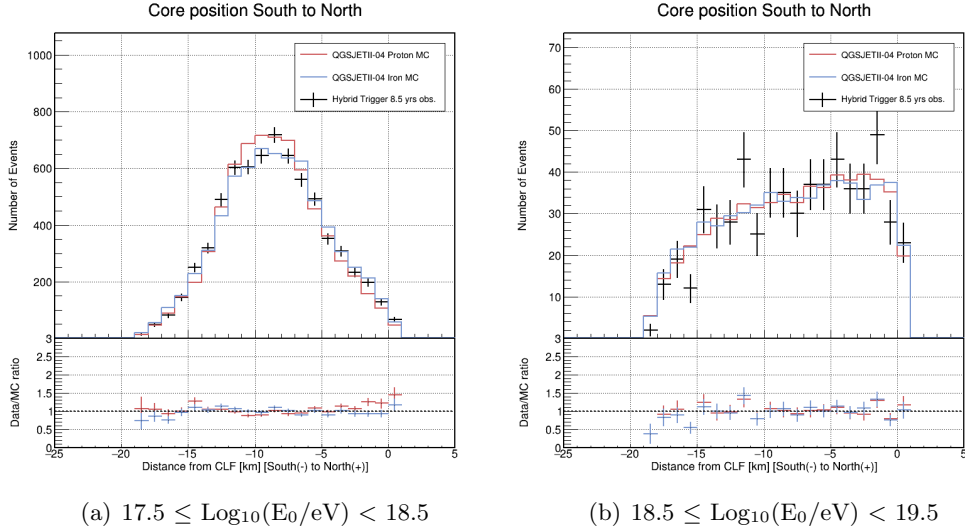 Core position South to North
1000
800
600
400
200
Number of Events
QGSJETII-04 Proton MC
QGSJETII-04 Iron MC
Hybrid Trigger 8.5 yrs obs.
3
2.5
2
1.5
1
0.5
0
Data/MC ratio
−25 −20 −15 −10 −5 0 5
Distance from CLF [km] [South(-) to North(+)]
(a) 17.5 ≤ Log10(E0/eV) < 18.5
Core position South to North
70
60
50
40
30
20
10
Number of Events
QGSJETII-04 Proton MC
QGSJETII-04 Iron MC
Hybrid Trigger 8.5 yrs obs.
3
2.5
2
1.5
1
0.5
0
Data/MC ratio
−25 −20 −15 −10 −5 0 5
Distance from CLF [km] [South(-) to North(+)]
(b) 18.5 ≤ Log10(E0/eV) < 19.5